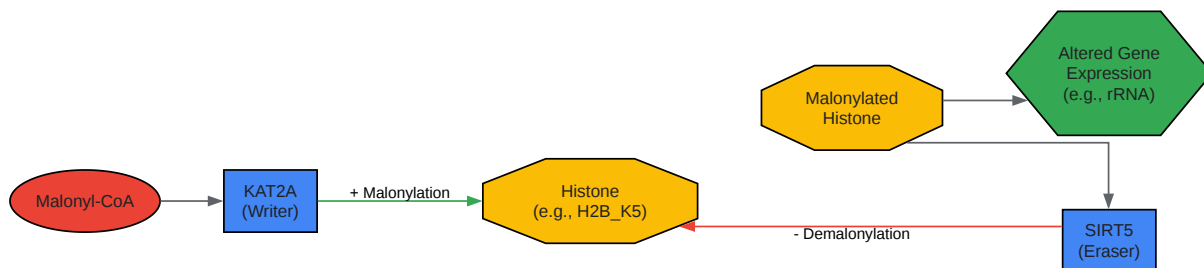 Malonyl-CoA
KAT2A
(Writer)
+ Malonylation
Histone
(e.g., H2B_K5)
Malonylated
Histone
Altered Gene
Expression
(e.g., rRNA)
- Demalonylation
SIRT5
(Eraser)